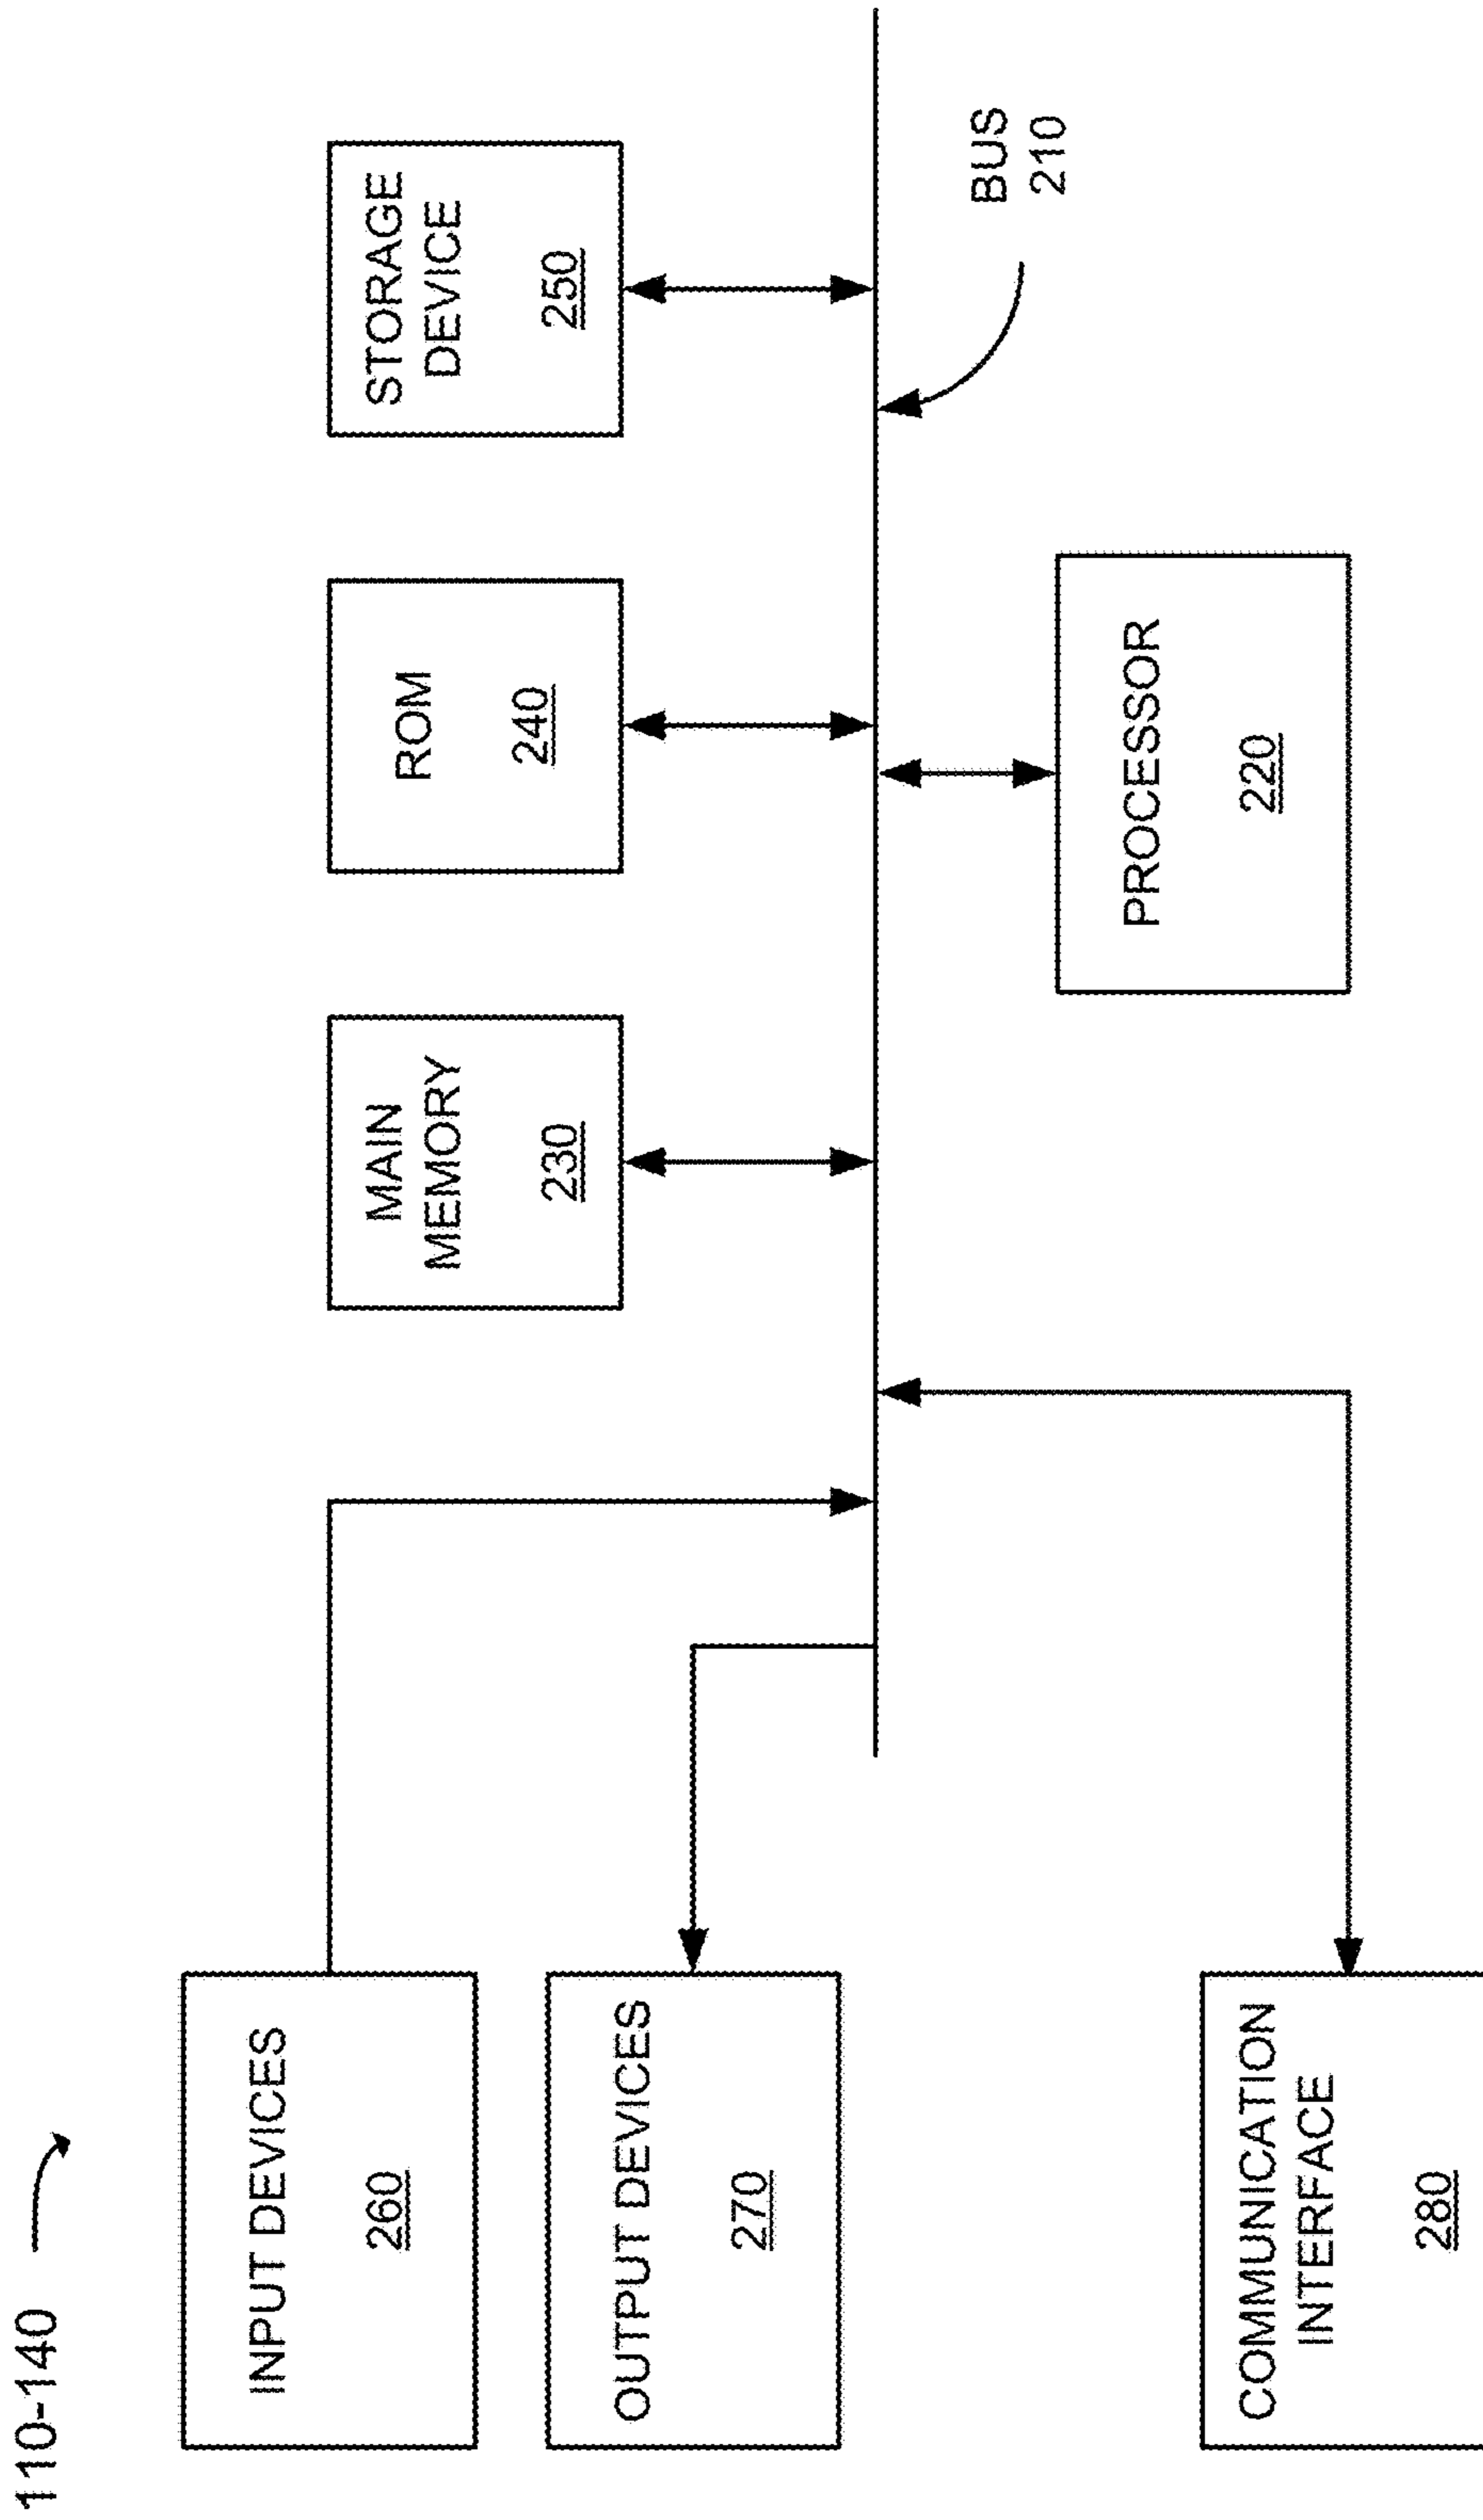 110-140
INPUT DEVICES
260
OUTPUT DEVICES
270
COMMUNICATION
INTERFACE
280
MAIN
MEMORY
230
ROM
240
STORAGE
DEVICE
250
BUS
210
PROCESSOR
220